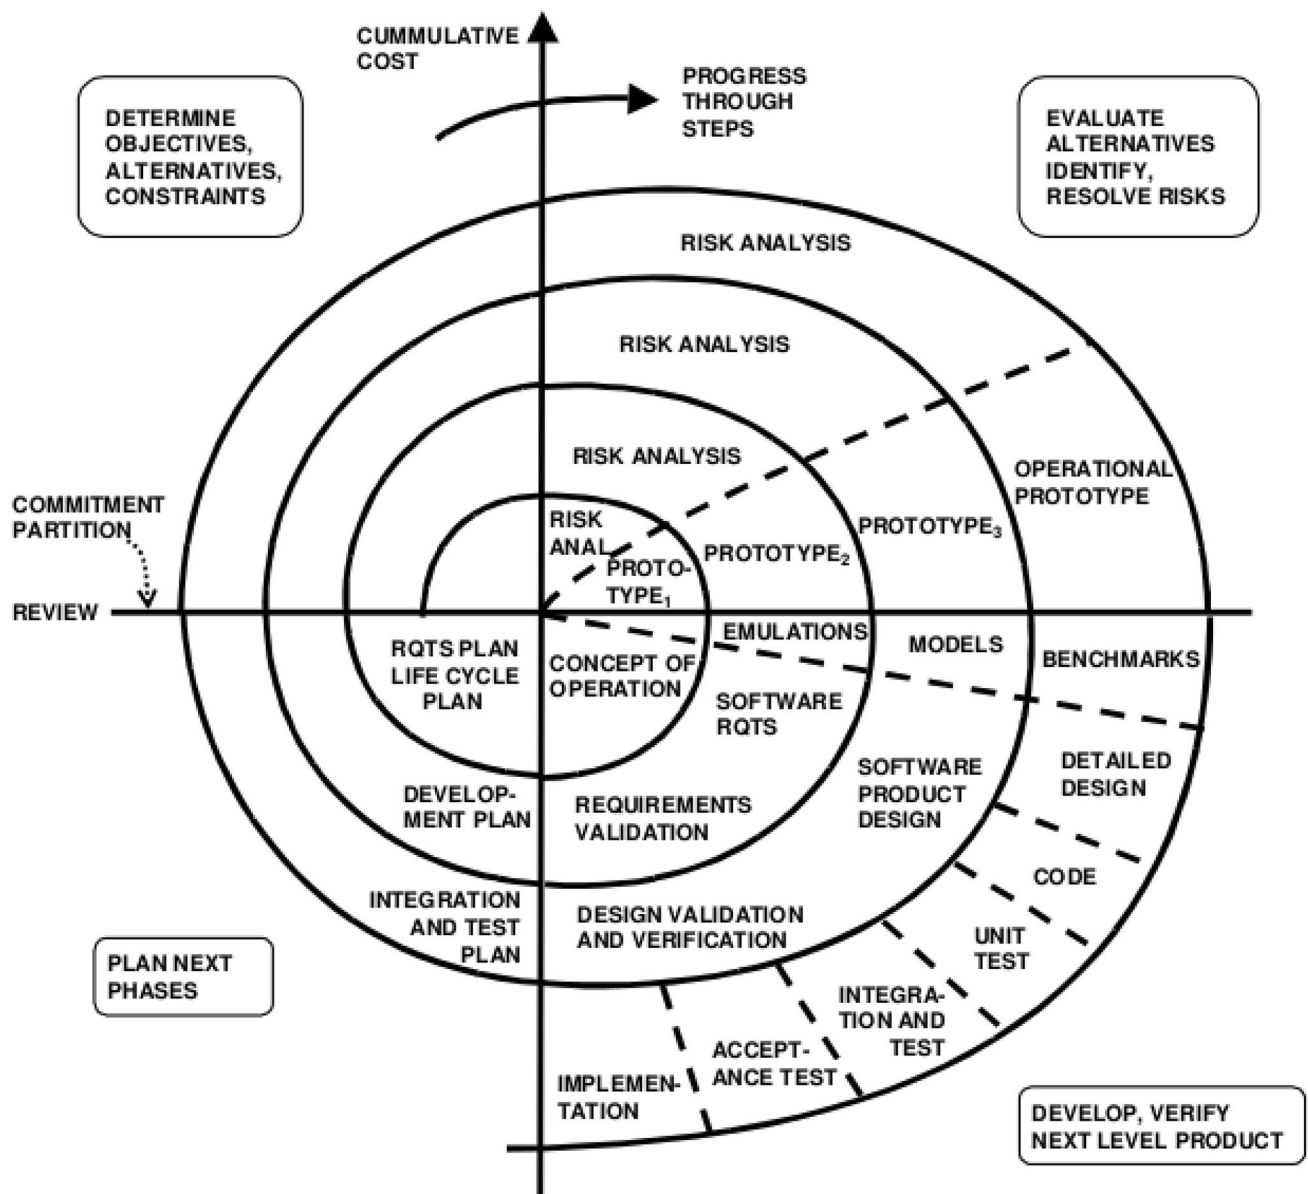 CUMMULATIVE
COST
PROGRESS
THROUGH
STEPS
DETERMINE
OBJECTIVES,
ALTERNATIVES,
CONSTRAINTS
EVALUATE
ALTERNATIVES
IDENTIFY,
RESOLVE RISKS
RISK ANALYSIS
RISK ANALYSIS
RISK ANALYSIS
RISK
ANAL
OPERATIONAL
PROTOTYPE
PROTOTYPE3
PROTOTYPE2
PROTO-
TYPE1
COMMITMENT
PARTITION
REVIEW
EMULATIONS
MODELS
BENCHMARKS
RQTS PLAN
LIFE CYCLE
PLAN
CONCEPT OF
OPERATION
SOFTWARE
RQTS
SOFTWARE
PRODUCT
DESIGN
DETAILED
DESIGN
DEVELOP-
MENT PLAN
REQUIREMENTS
VALIDATION
CODE
INTEGRATION
AND TEST
PLAN
DESIGN VALIDATION
AND VERIFICATION
UNIT
TEST
PLAN NEXT
PHASES
INTEGRA-
TION AND
TEST
ACCEPT-
ANCE TEST
IMPLEMEN-
TATION
DEVELOP, VERIFY
NEXT LEVEL PRODUCT